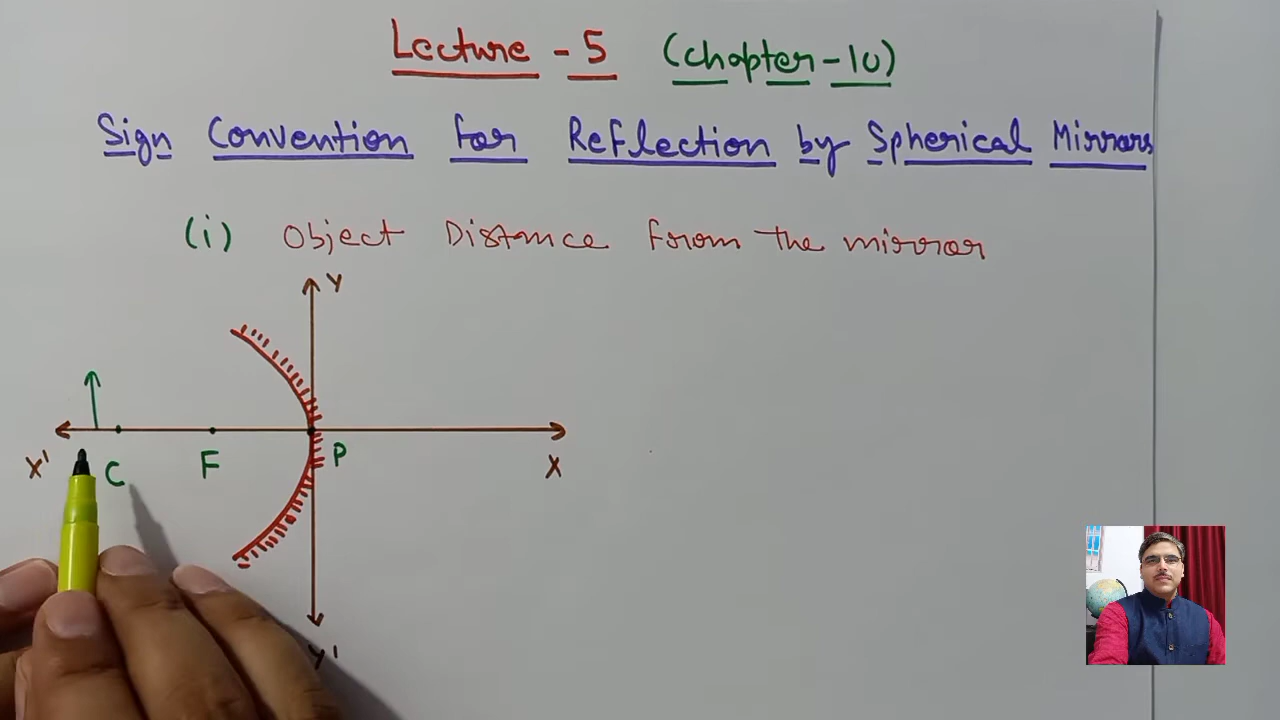 Lecture - 5 (Chapter - 10)
Sign Convention for Reflection by Spherical Mirrors
(i) Object Distance from the mirror
Y
X' C F P X
Y'